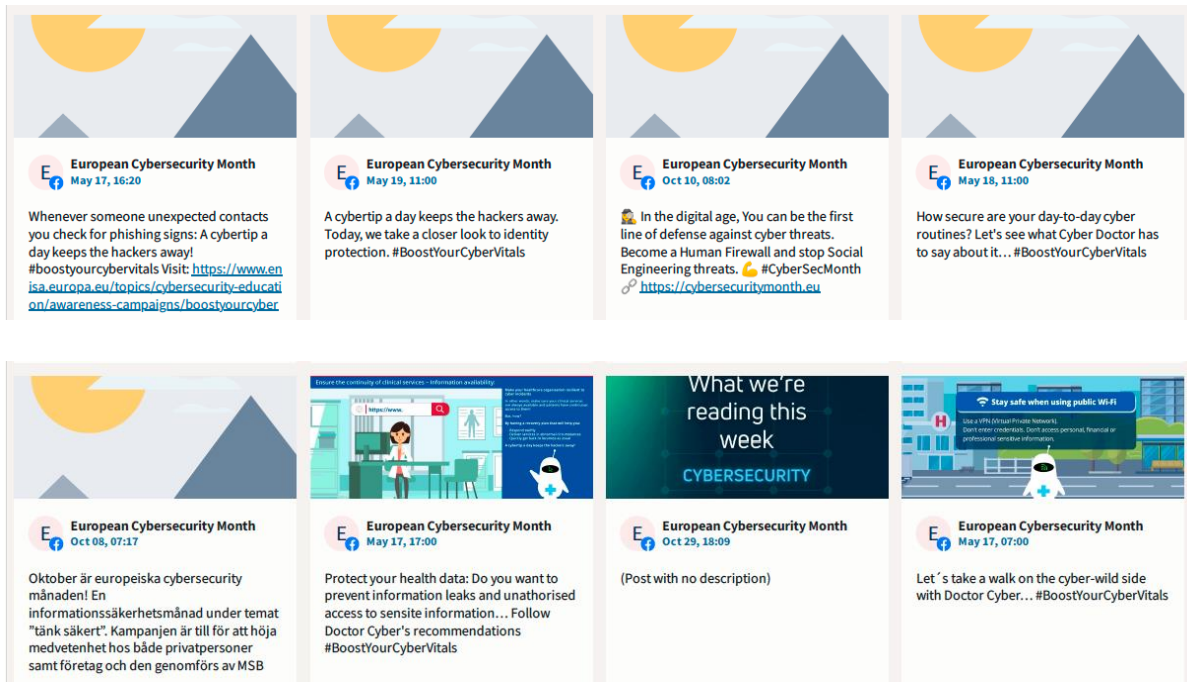 E
European Cybersecurity Month
May 17, 16:20
Whenever someone unexpected contacts
you check for phishing signs: A cybertip a
day keeps the hackers away!
#boostyourcybervitals Visit: https://www.en
isa.europa.eu/topics/cybersecurity-educati
on/awareness-campaigns/boostyourcyber
E
European Cybersecurity Month
May 19, 11:00
A cybertip a day keeps the hackers away.
Today, we take a closer look to identity
protection. #BoostYourCyberVitals
E
European Cybersecurity Month
Oct 10, 08:02
🕵️ In the digital age, You can be the first
line of defense against cyber threats.
Become a Human Firewall and stop Social
Engineering threats. 💪 #CyberSecMonth
🔗 https://cybersecuritymonth.eu
E
European Cybersecurity Month
May 18, 11:00
How secure are your day-to-day cyber
routines? Let's see what Cyber Doctor has
to say about it… #BoostYourCyberVitals
E
European Cybersecurity Month
Oct 08, 07:17
Oktober är europeiska cybersecurity
månaden! En
informationssäkerhetsmånad under temat
"tänk säkert". Kampanjen är till för att höja
medvetenhet hos både privatpersoner
samt företag och den genomförs av MSB
Ensure the continuity of clinical services – information availability
https://www.
E
European Cybersecurity Month
May 17, 17:00
Protect your health data: Do you want to
prevent information leaks and unathorised
access to sensite information… Follow
Doctor Cyber's recommendations
#BoostYourCyberVitals
What we're
reading this
week
CYBERSECURITY
E
European Cybersecurity Month
Oct 29, 18:09
(Post with no description)
H
Stay safe when using public Wi-Fi
Use a VPN (Virtual Private Network).
Don't enter credentials. Don't access personal, financial or
professional sensitive information.
E
European Cybersecurity Month
May 17, 07:00
Let´s take a walk on the cyber-wild side
with Doctor Cyber… #BoostYourCyberVitals